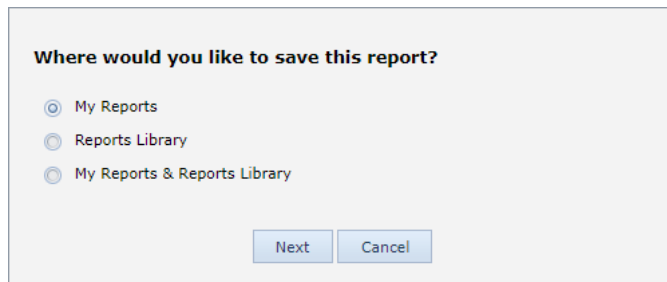 Where would you like to save this report?
My Reports
Reports Library
My Reports & Reports Library
Next Cancel